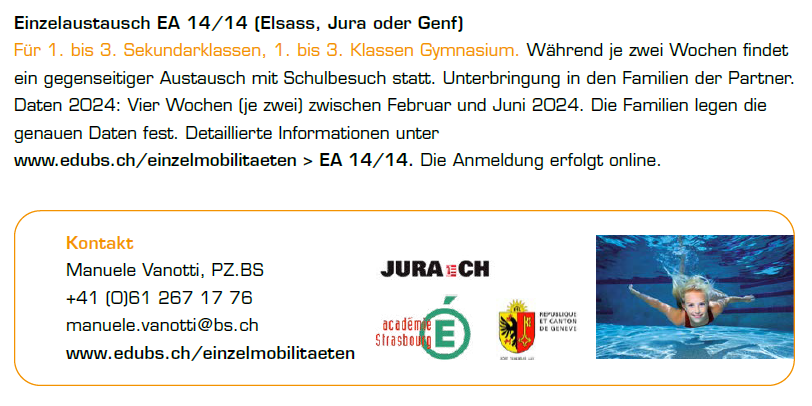 Einzelaustausch EA 14/14 (Elsass, Jura oder Genf)
Für 1. bis 3. Sekundarklassen, 1. bis 3. Klassen Gymnasium. Während je zwei Wochen findet
ein gegenseitiger Austausch mit Schulbesuch statt. Unterbringung in den Familien der Partner.
Daten 2024: Vier Wochen (je zwei) zwischen Februar und Juni 2024. Die Familien legen die
genauen Daten fest. Detaillierte Informationen unter
www.edubs.ch/einzelmobilitaeten > EA 14/14. Die Anmeldung erfolgt online.
Kontakt
Manuele Vanotti, PZ.BS
+41 (0)61 267 17 76
manuele.vanotti@bs.ch
www.edubs.ch/einzelmobilitaeten
JURA CH
académie
Strasbourg
É
REPUBLIQUE
ET CANTON
DE GENEVE